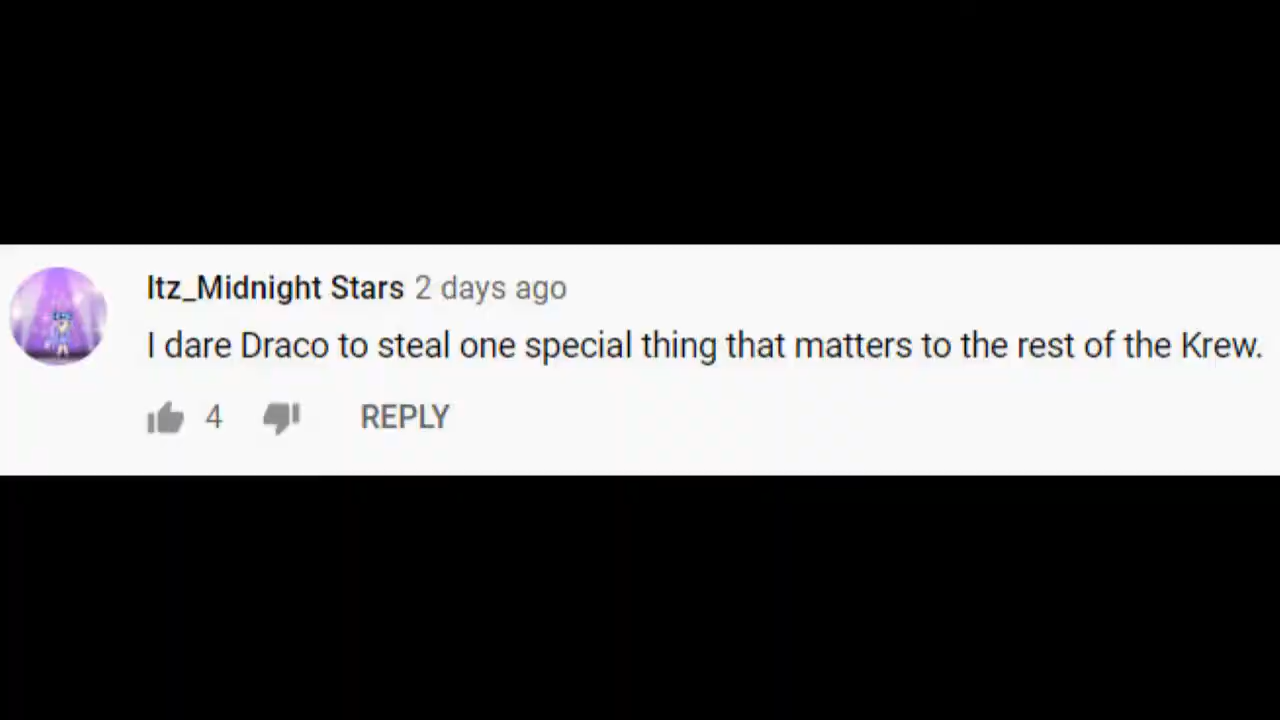 Itz_Midnight Stars 2 days ago
I dare Draco to steal one special thing that matters to the rest of the Krew.
4 REPLY